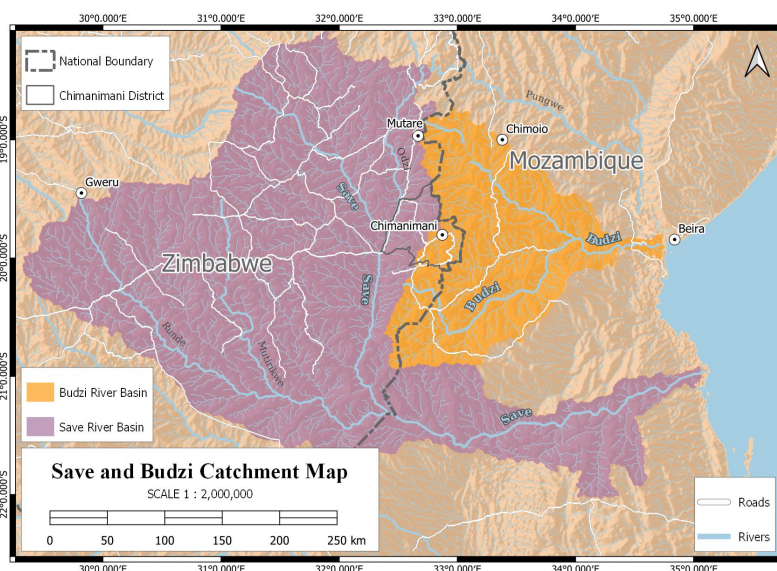 30°0.000'E 31°0.000'E 32°0.000'E 33°0.000'E 34°0.000'E 35°0.000'E
National Boundary
Chimanimani District
Pungwe
19°0.000'S
Mutare
Chimoio
Mozambique
Odzi
Gweru
Save
Chimanimani
Beira
Budzi
20°0.000'S
Zimbabwe
Save
Budzi
Runde
Mutirikwe
21°0.000'S
Budzi River Basin
Save River Basin
Save
Save and Budzi Catchment Map
SCALE 1 : 2,000,000
0 50 100 150 200 250 km
22°0.000'S
Roads
Rivers
30°0.000'E 31°0.000'E 32°0.000'E 33°0.000'E 34°0.000'E 35°0.000'E